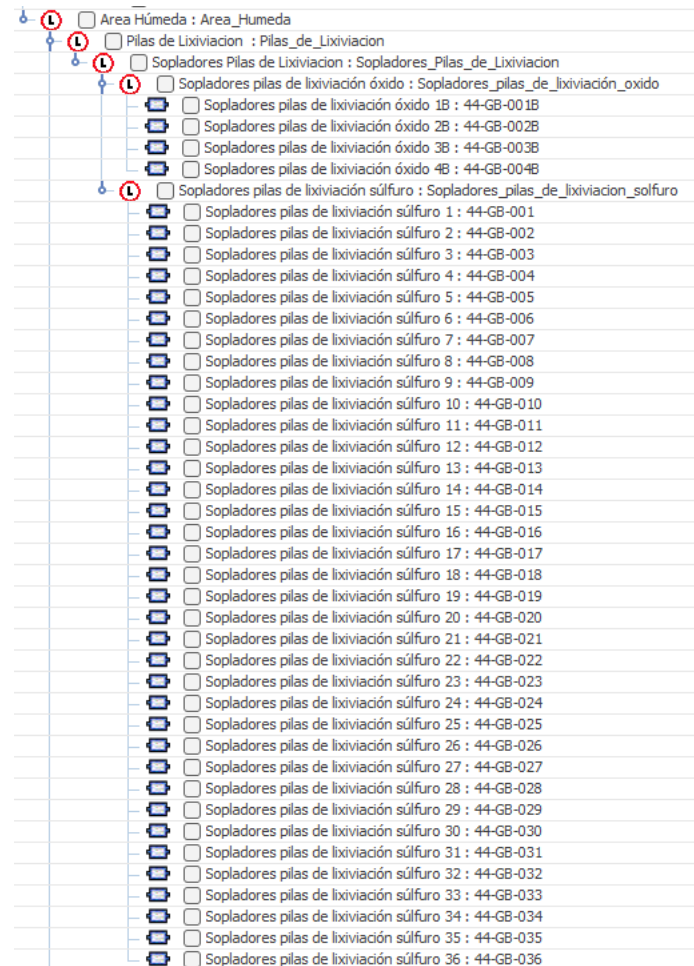 L Area Húmeda : Area_Humeda
L Pilas de Lixiviacion : Pilas_de_Lixiviacion
L Sopladores Pilas de Lixiviacion : Sopladores_Pilas_de_Lixiviacion
L Sopladores pilas de lixiviación óxido : Sopladores_pilas_de_lixiviación_oxido
Sopladores pilas de lixiviación óxido 1B : 44-GB-001B
Sopladores pilas de lixiviación óxido 2B : 44-GB-002B
Sopladores pilas de lixiviación óxido 3B : 44-GB-003B
Sopladores pilas de lixiviación óxido 4B : 44-GB-004B
L Sopladores pilas de lixiviación súlfuro : Sopladores_pilas_de_lixiviacion_solfuro
Sopladores pilas de lixiviación súlfuro 1 : 44-GB-001
Sopladores pilas de lixiviación súlfuro 2 : 44-GB-002
Sopladores pilas de lixiviación súlfuro 3 : 44-GB-003
Sopladores pilas de lixiviación súlfuro 4 : 44-GB-004
Sopladores pilas de lixiviación súlfuro 5 : 44-GB-005
Sopladores pilas de lixiviación súlfuro 6 : 44-GB-006
Sopladores pilas de lixiviación súlfuro 7 : 44-GB-007
Sopladores pilas de lixiviación súlfuro 8 : 44-GB-008
Sopladores pilas de lixiviación súlfuro 9 : 44-GB-009
Sopladores pilas de lixiviación súlfuro 10 : 44-GB-010
Sopladores pilas de lixiviación súlfuro 11 : 44-GB-011
Sopladores pilas de lixiviación súlfuro 12 : 44-GB-012
Sopladores pilas de lixiviación súlfuro 13 : 44-GB-013
Sopladores pilas de lixiviación súlfuro 14 : 44-GB-014
Sopladores pilas de lixiviación súlfuro 15 : 44-GB-015
Sopladores pilas de lixiviación súlfuro 16 : 44-GB-016
Sopladores pilas de lixiviación súlfuro 17 : 44-GB-017
Sopladores pilas de lixiviación súlfuro 18 : 44-GB-018
Sopladores pilas de lixiviación súlfuro 19 : 44-GB-019
Sopladores pilas de lixiviación súlfuro 20 : 44-GB-020
Sopladores pilas de lixiviación súlfuro 21 : 44-GB-021
Sopladores pilas de lixiviación súlfuro 22 : 44-GB-022
Sopladores pilas de lixiviación súlfuro 23 : 44-GB-023
Sopladores pilas de lixiviación súlfuro 24 : 44-GB-024
Sopladores pilas de lixiviación súlfuro 25 : 44-GB-025
Sopladores pilas de lixiviación súlfuro 26 : 44-GB-026
Sopladores pilas de lixiviación súlfuro 27 : 44-GB-027
Sopladores pilas de lixiviación súlfuro 28 : 44-GB-028
Sopladores pilas de lixiviación súlfuro 29 : 44-GB-029
Sopladores pilas de lixiviación súlfuro 30 : 44-GB-030
Sopladores pilas de lixiviación súlfuro 31 : 44-GB-031
Sopladores pilas de lixiviación súlfuro 32 : 44-GB-032
Sopladores pilas de lixiviación súlfuro 33 : 44-GB-033
Sopladores pilas de lixiviación súlfuro 34 : 44-GB-034
Sopladores pilas de lixiviación súlfuro 35 : 44-GB-035
Sopladores pilas de lixiviación súlfuro 36 : 44-GB-036